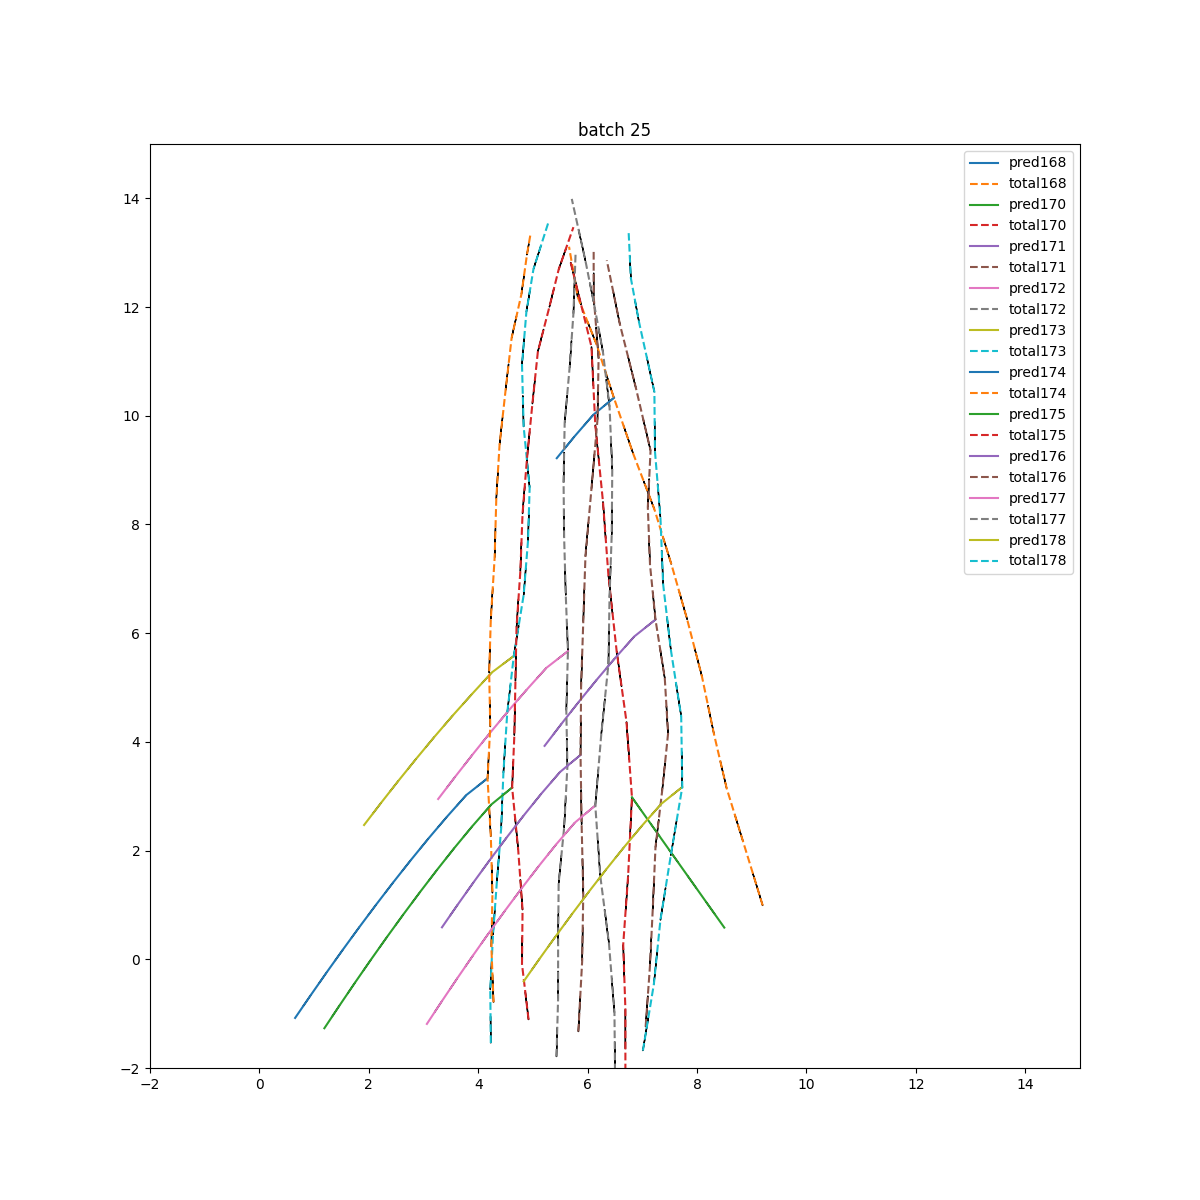 batch 25
pred168
total168
pred170
total170
pred171
total171
pred172
total172
pred173
total173
pred174
total174
pred175
total175
pred176
total176
pred177
total177
pred178
total178
14
12
10
8
6
4
2
0
−2
−2 0 2 4 6 8 10 12 14